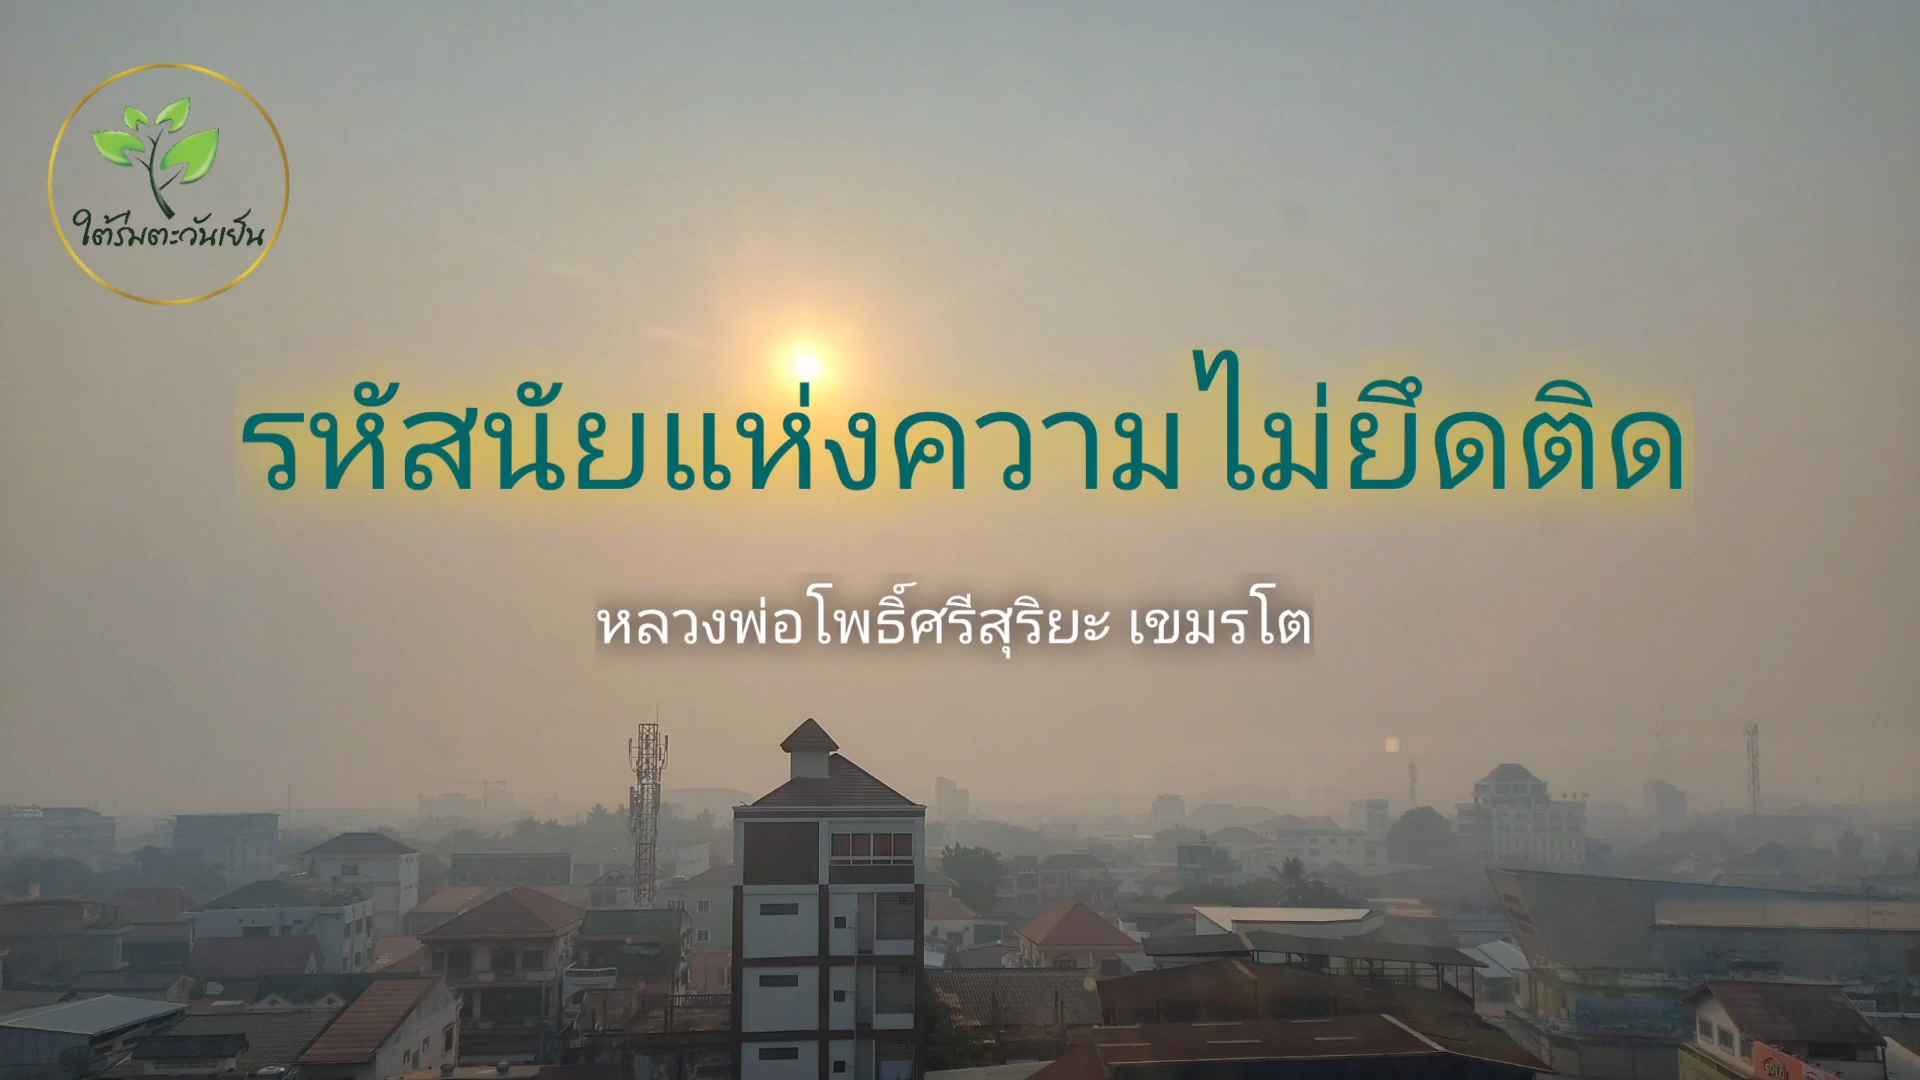 ใต้ร่มตะวันเย็น
รหัสนัยแห่งความไม่ยึดติด
หลวงพ่อโพธิ์ศรีสุริยะ เขมรโต